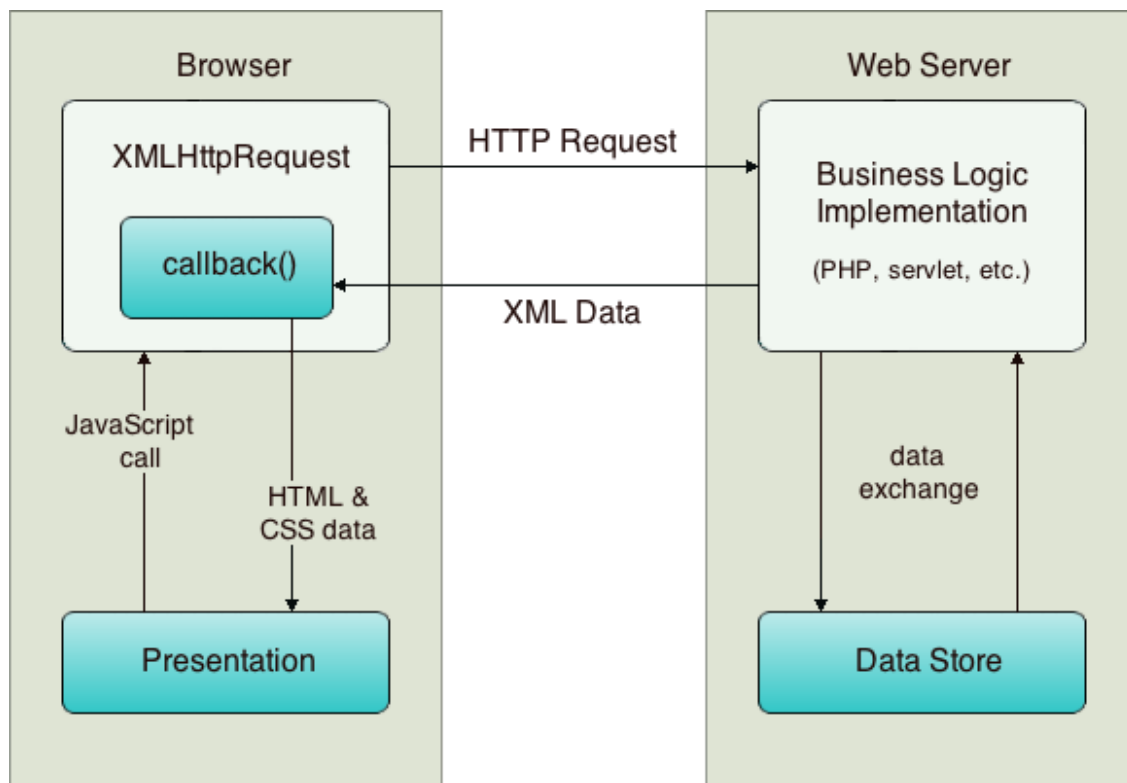 Browser
XMLHttpRequest
callback()
JavaScript
call
HTML &
CSS data
Presentation
HTTP Request
XML Data
Web Server
Business Logic
Implementation
(PHP, servlet, etc.)
data
exchange
Data Store